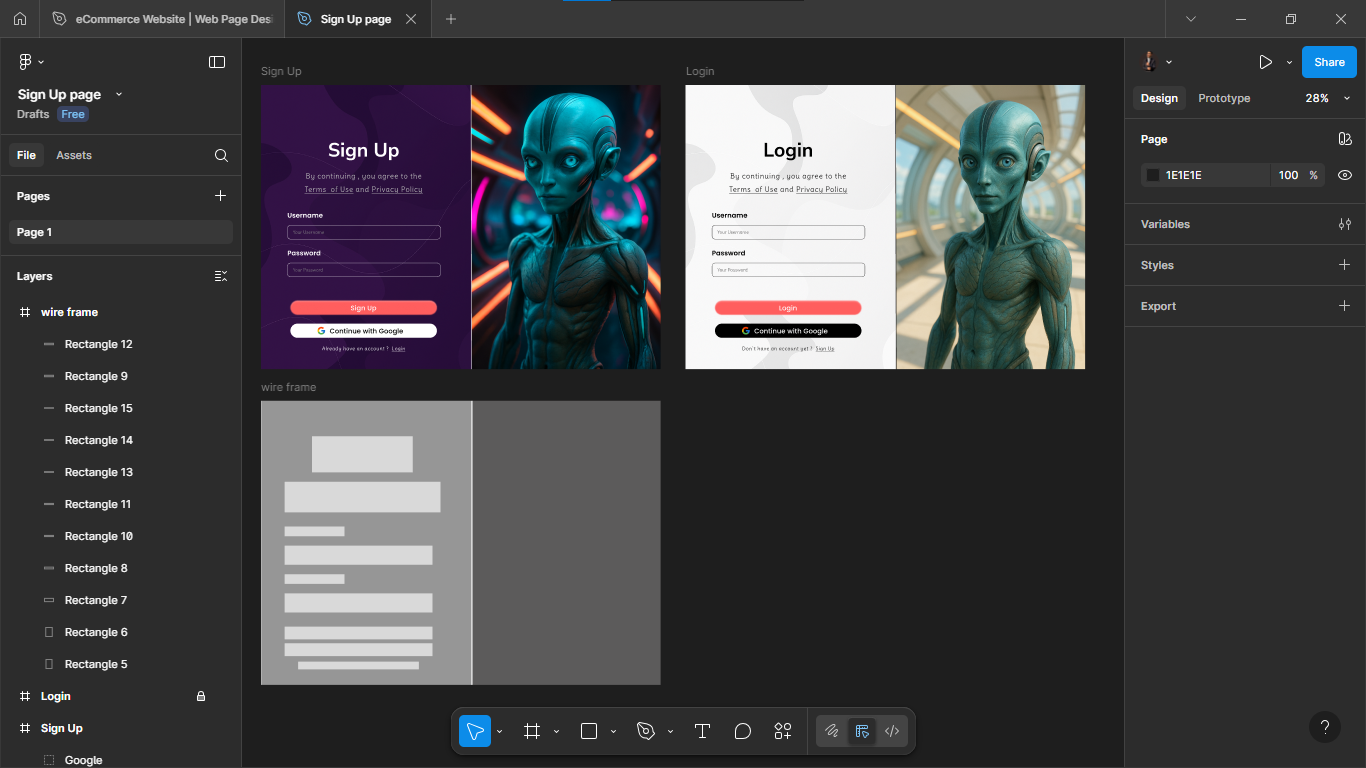 eCommerce Website | Web Page Desi
Sign Up page
Sign Up page
Drafts Free
File Assets
Pages
Page 1
Layers
wire frame
Rectangle 12
Rectangle 9
Rectangle 15
Rectangle 14
Rectangle 13
Rectangle 11
Rectangle 10
Rectangle 8
Rectangle 7
Rectangle 6
Rectangle 5
Login
Sign Up
Google
Sign Up
Sign Up
By continuing , you agree to the
Terms of Use and Privacy Policy
Username
Your Username
Password
Your Password
Sign Up
Continue with Google
Already have an account ? Login
Login
Login
By continuing , you agree to the
Terms of Use and Privacy Policy
Username
Your Username
Password
Your Password
Login
Continue with Google
Don't have an account yet ? Sign Up
wire frame
Share
Design Prototype 28%
Page
1E1E1E 100 %
Variables
Styles
Export
?